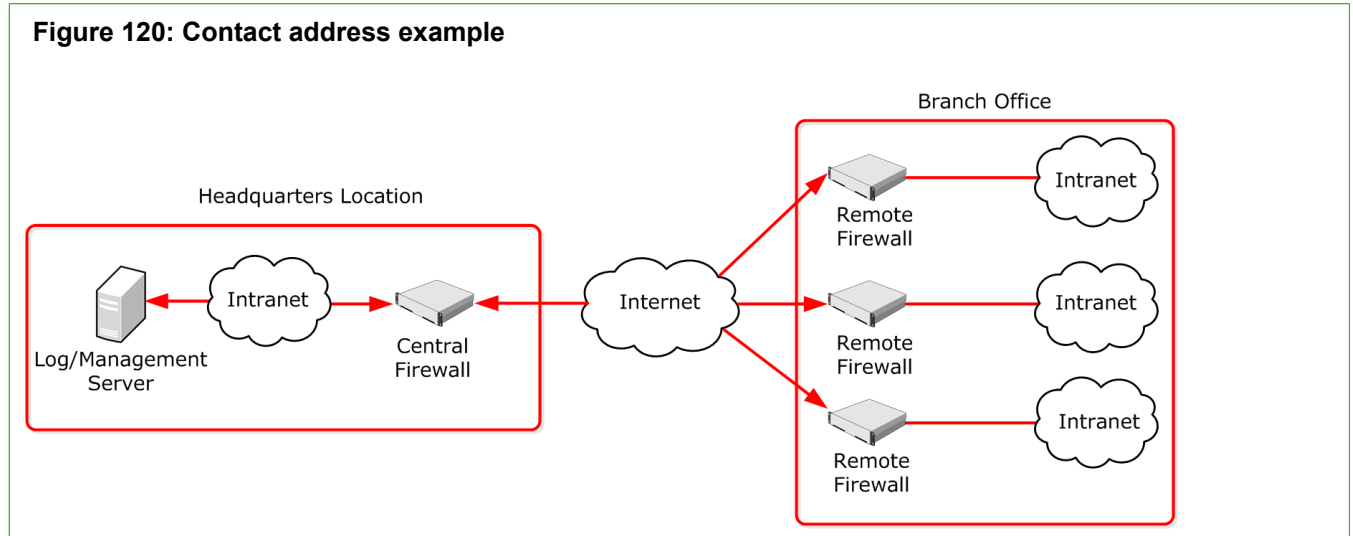 Figure 120: Contact address example
Branch Office
Headquarters Location
Intranet
Remote
Firewall
Log/Management
Server
Intranet
Central
Firewall
Internet
Intranet
Remote
Firewall
Intranet
Remote
Firewall